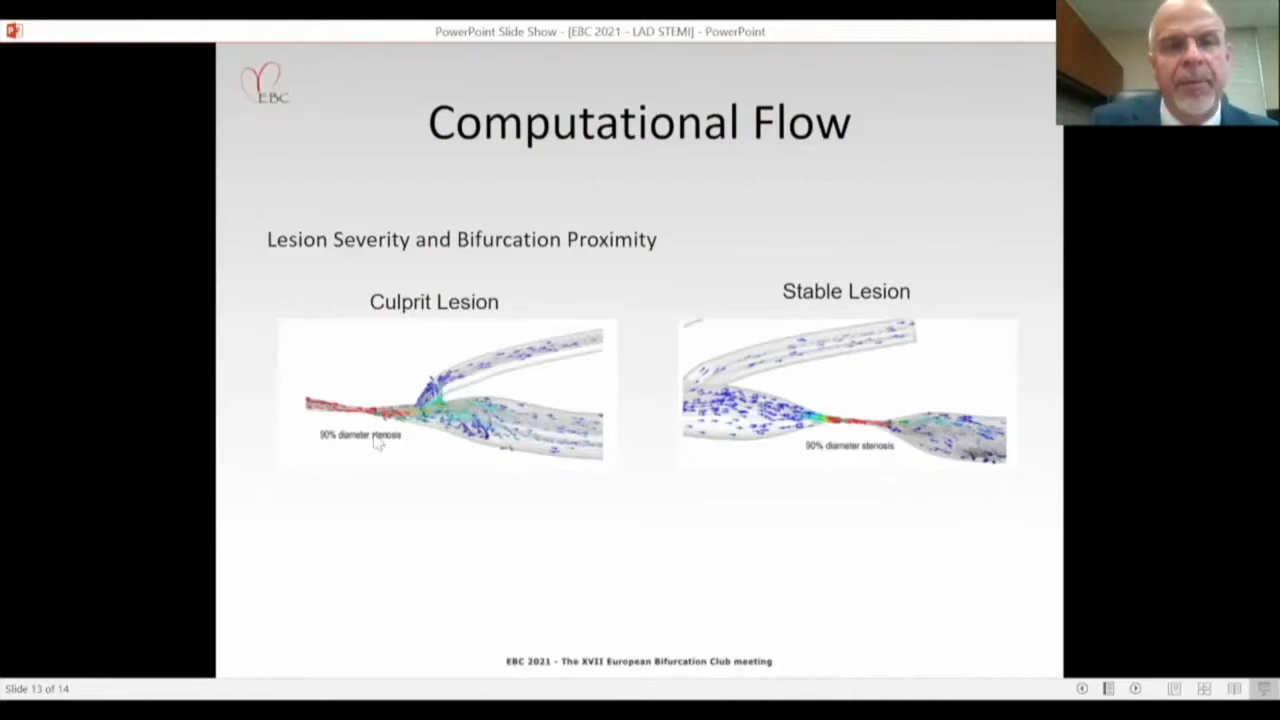 PowerPoint Slide Show - [EBC 2021 - LAD STEMI] - PowerPoint
EBC
Computational Flow
Lesion Severity and Bifurcation Proximity
Culprit Lesion
Stable Lesion
90% diameter stenosis
90% diameter stenosis
EBC 2021 - The XVII European Bifurcation Club meeting
Slide 13 of 14